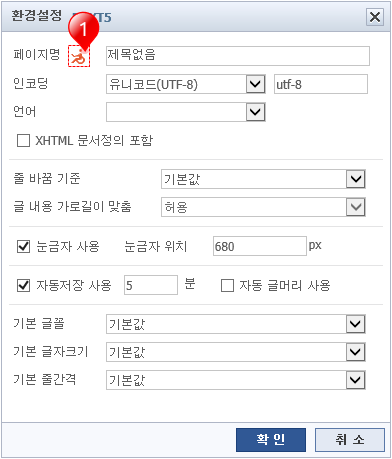 환경설정 XT5
1
페이지명 제목없음
인코딩 유니코드(UTF-8) utf-8
언어
XHTML 문서정의 포함
줄 바꿈 기준 기본값
글 내용 가로길이 맞춤 허용
눈금자 사용 눈금자 위치 680 px
자동저장 사용 5 분 자동 글머리 사용
기본 글꼴 기본값
기본 글자크기 기본값
기본 줄간격 기본값
확 인 취 소